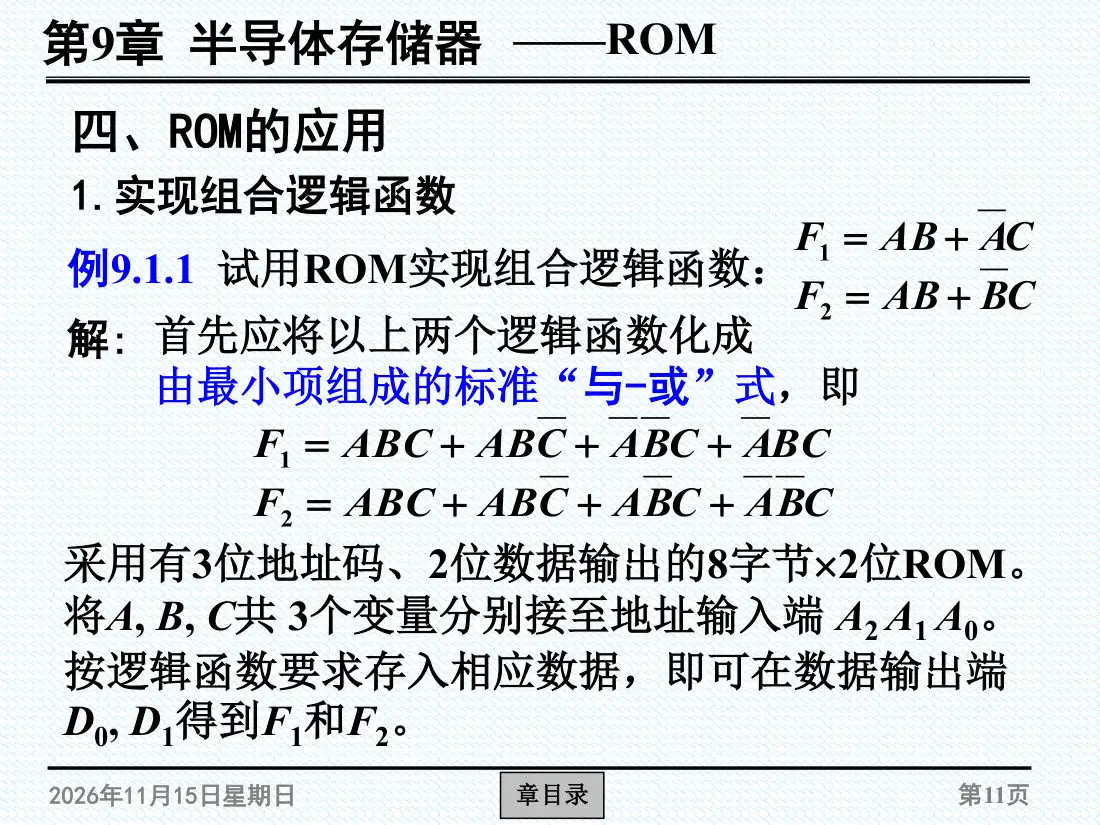 第9章 半导体存储器 ——ROM
四、ROM的应用
1.实现组合逻辑函数
例9.1.1 试用ROM实现组合逻辑函数：
F₁ = AB + A̅C
F₂ = AB + B̅C
解: 首先应将以上两个逻辑函数化成
由最小项组成的标准“与-或”式，即
F₁ = ABC + ABC̅ + A̅B̅C + A̅BC
F₂ = ABC + ABC̅ + AB̅C + A̅B̅C
采用有3位地址码、2位数据输出的8字节×2位ROM。
将A, B, C共 3个变量分别接至地址输入端 A₂ A₁ A₀。
按逻辑函数要求存入相应数据，即可在数据输出端
D₀, D₁得到F₁和F₂。
2026年11月15日星期日
章目录
第11页